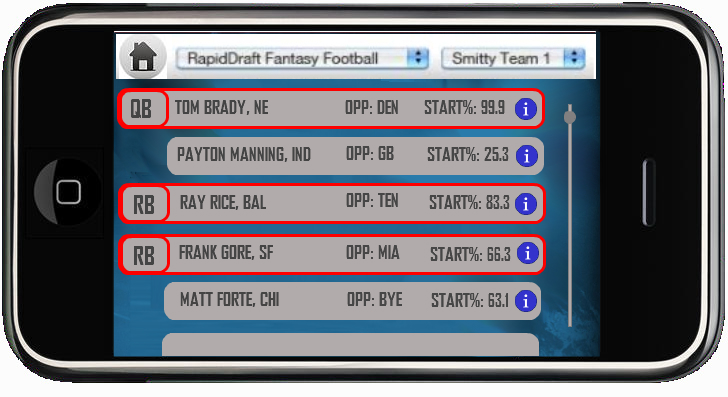 RapidDraft Fantasy Football Smitty Team 1
QB TOM BRADY, NE OPP: DEN START%: 99.9 i
PAYTON MANNING, IND OPP: GB START%: 25.3 i
RB RAY RICE, BAL OPP: TEN START%: 83.3 i
RB FRANK GORE, SF OPP: MIA START%: 66.3 i
MATT FORTE, CHI OPP: BYE START%: 63.1 i